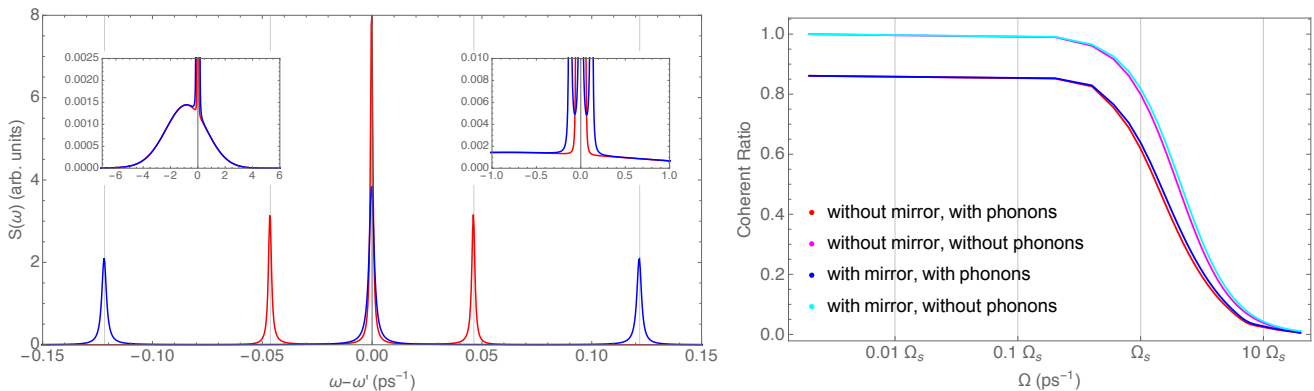 8
6
4
2
0
S(ω) (arb. units)
0.0025
0.0020
0.0015
0.0010
0.0005
0.0000
−6 −4 −2 0 2 4 6
0.010
0.008
0.006
0.004
0.002
0.000
−1.0 −0.5 0.0 0.5 1.0
−0.15 −0.10 −0.05 0.00 0.05 0.10 0.15
ω−ω' (ps⁻¹)
1.0
0.8
0.6
0.4
0.2
0.0
Coherent Ratio
without mirror, with phonons
without mirror, without phonons
with mirror, with phonons
with mirror, without phonons
0.01 Ωs 0.1 Ωs Ωs 10 Ωs
Ω (ps⁻¹)